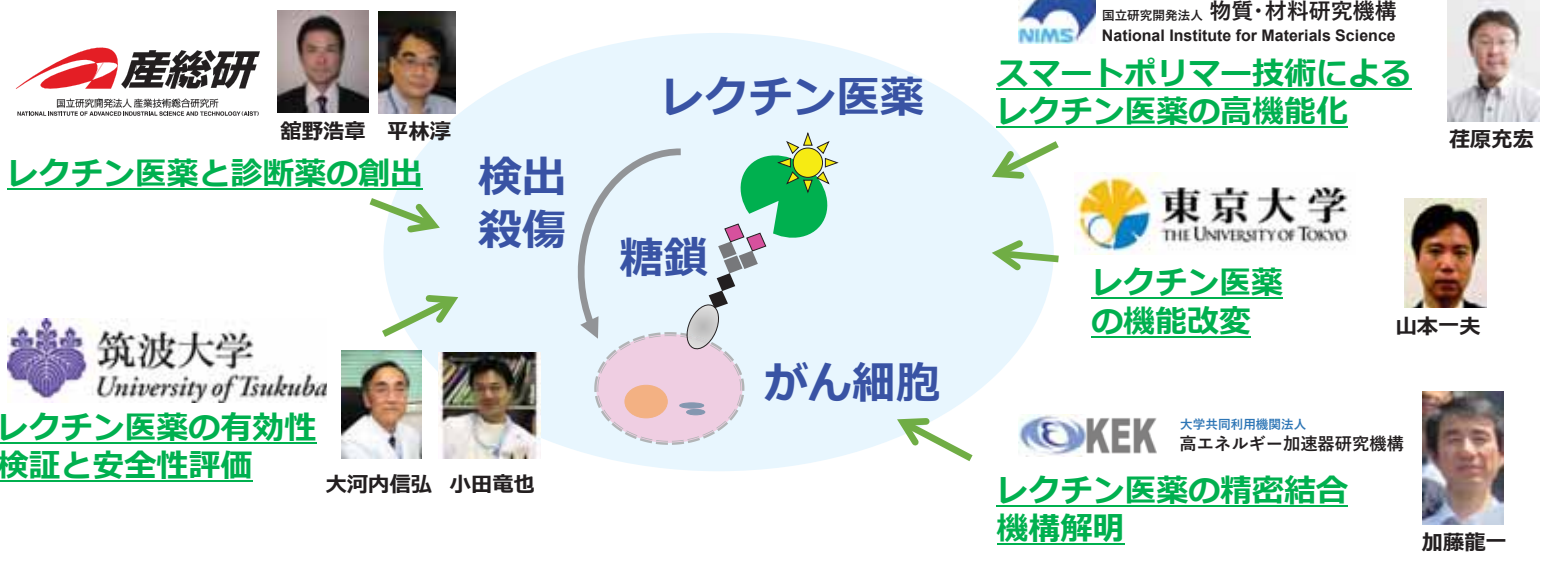 産総研
国立研究開発法人 産業技術総合研究所
NATIONAL INSTITUTE OF ADVANCED INDUSTRIAL SCIENCE AND TECHNOLOGY (AIST)
舘野浩章 平林淳
レクチン医薬と診断薬の創出
筑波大学
University of Tsukuba
レクチン医薬の有効性
検証と安全性評価
大河内信弘 小田竜也
レクチン医薬
検出
殺傷
糖鎖
がん細胞
NIMS
国立研究開発法人 物質・材料研究機構
National Institute for Materials Science
スマートポリマー技術による
レクチン医薬の高機能化
荏原充宏
東京大学
THE UNIVERSITY OF TOKYO
レクチン医薬
の機能改変
山本一夫
KEK
大学共同利用機関法人
高エネルギー加速器研究機構
レクチン医薬の精密結合
機構解明
加藤龍一